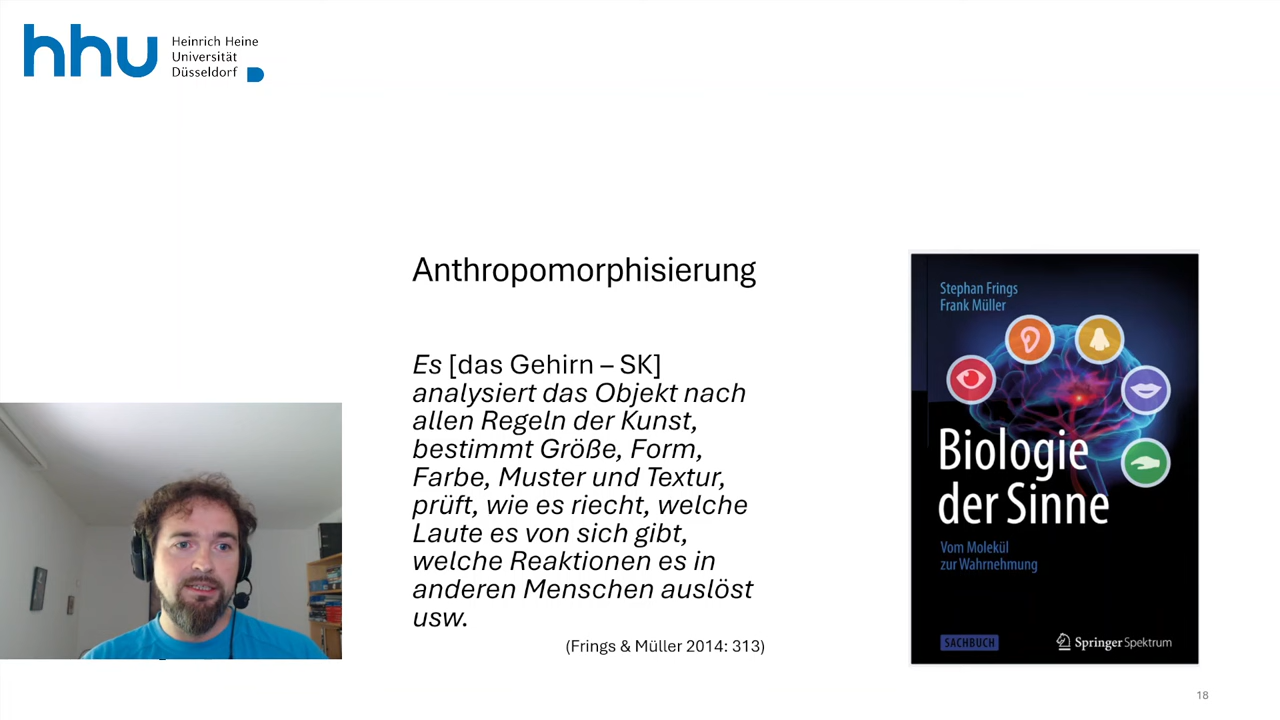 hhu
Heinrich Heine
Universität
Düsseldorf
Anthropomorphisierung
Es [das Gehirn – SK]
analysiert das Objekt nach
allen Regeln der Kunst,
bestimmt Größe, Form,
Farbe, Muster und Textur,
prüft, wie es riecht, welche
Laute es von sich gibt,
welche Reaktionen es in
anderen Menschen auslöst
usw.
(Frings & Müller 2014: 313)
Stephan Frings
Frank Müller
Biologie
der Sinne
Vom Molekül
zur Wahrnehmung
SACHBUCH
Springer Spektrum
18